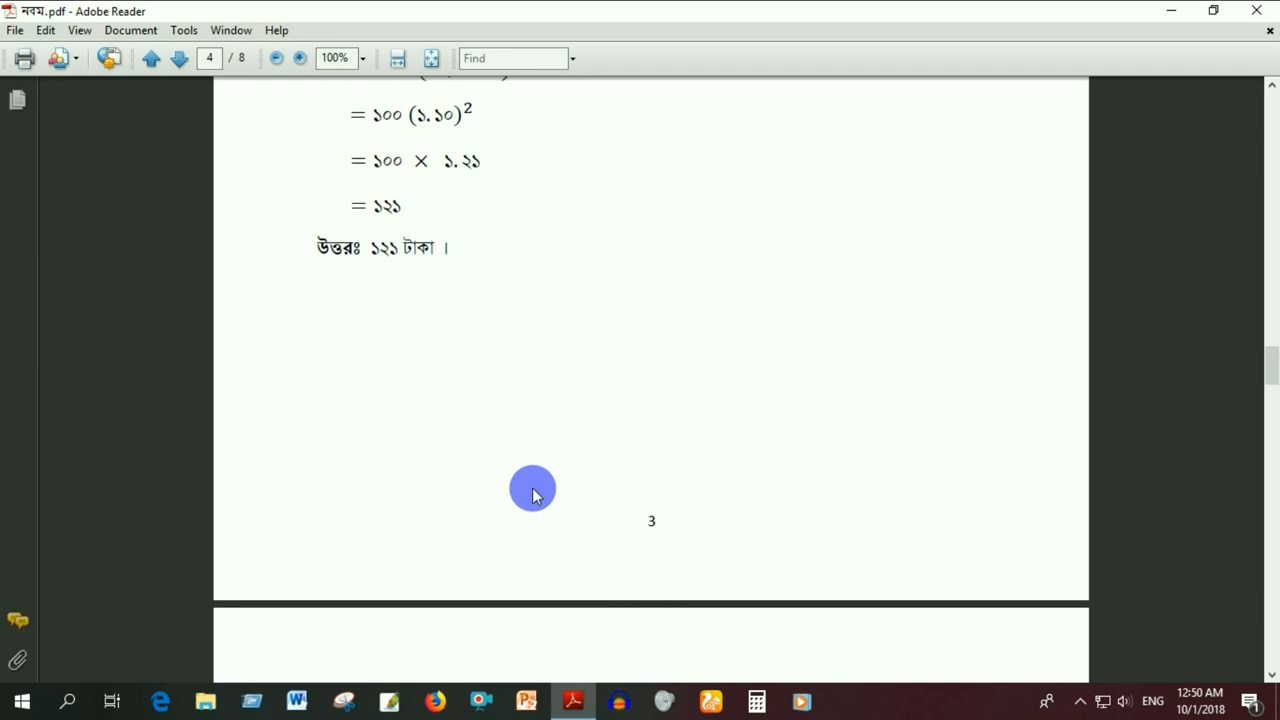 নবম.pdf - Adobe Reader
File Edit View Document Tools Window Help
4 / 8 100% Find
= ১০০ (১.১০)²
= ১০০ × ১.২১
= ১২১
উত্তরঃ ১২১ টাকা ।
3
12:50 AM
ENG
10/1/2018